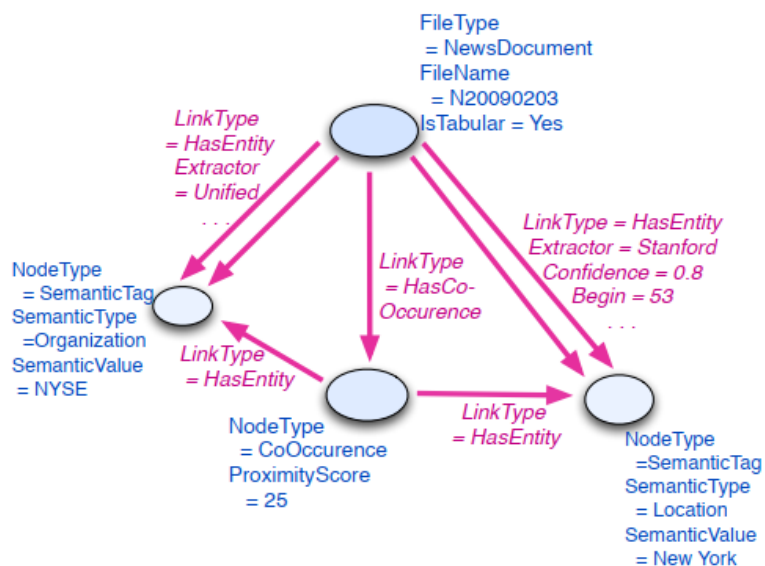 FileType
= NewsDocument
FileName
= N20090203
IsTabular = Yes
LinkType
= HasEntity
Extractor
= Unified
. . .
LinkType = HasEntity
Extractor = Stanford
Confidence = 0.8
Begin = 53
. . .
LinkType
= HasCo-
Occurence
NodeType
= SemanticTag
SemanticType
=Organization
SemanticValue
= NYSE
LinkType
= HasEntity
LinkType
= HasEntity
NodeType
= CoOccurence
ProximityScore
= 25
NodeType
=SemanticTag
SemanticType
= Location
SemanticValue
= New York